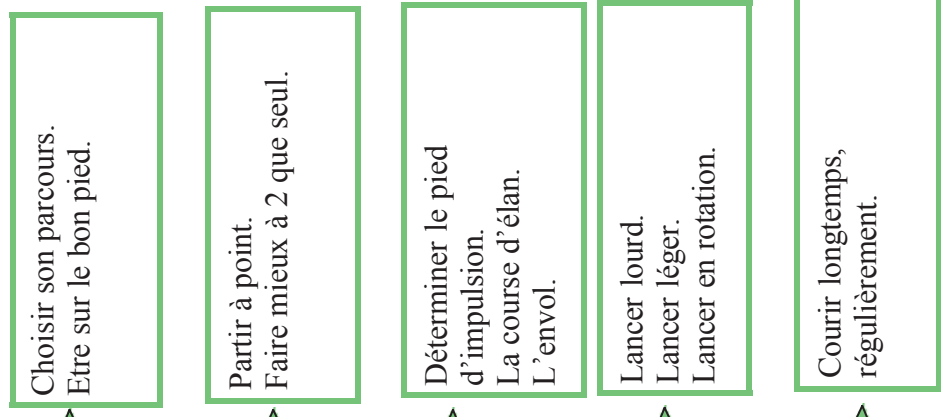 Choisir son parcours.
Etre sur le bon pied.
Partir à point.
Faire mieux à 2 que seul.
Déterminer le pied
d’impulsion.
La course d’élan.
L’envol.
Lancer lourd.
Lancer léger.
Lancer en rotation.
Courir longtemps,
régulièrement.